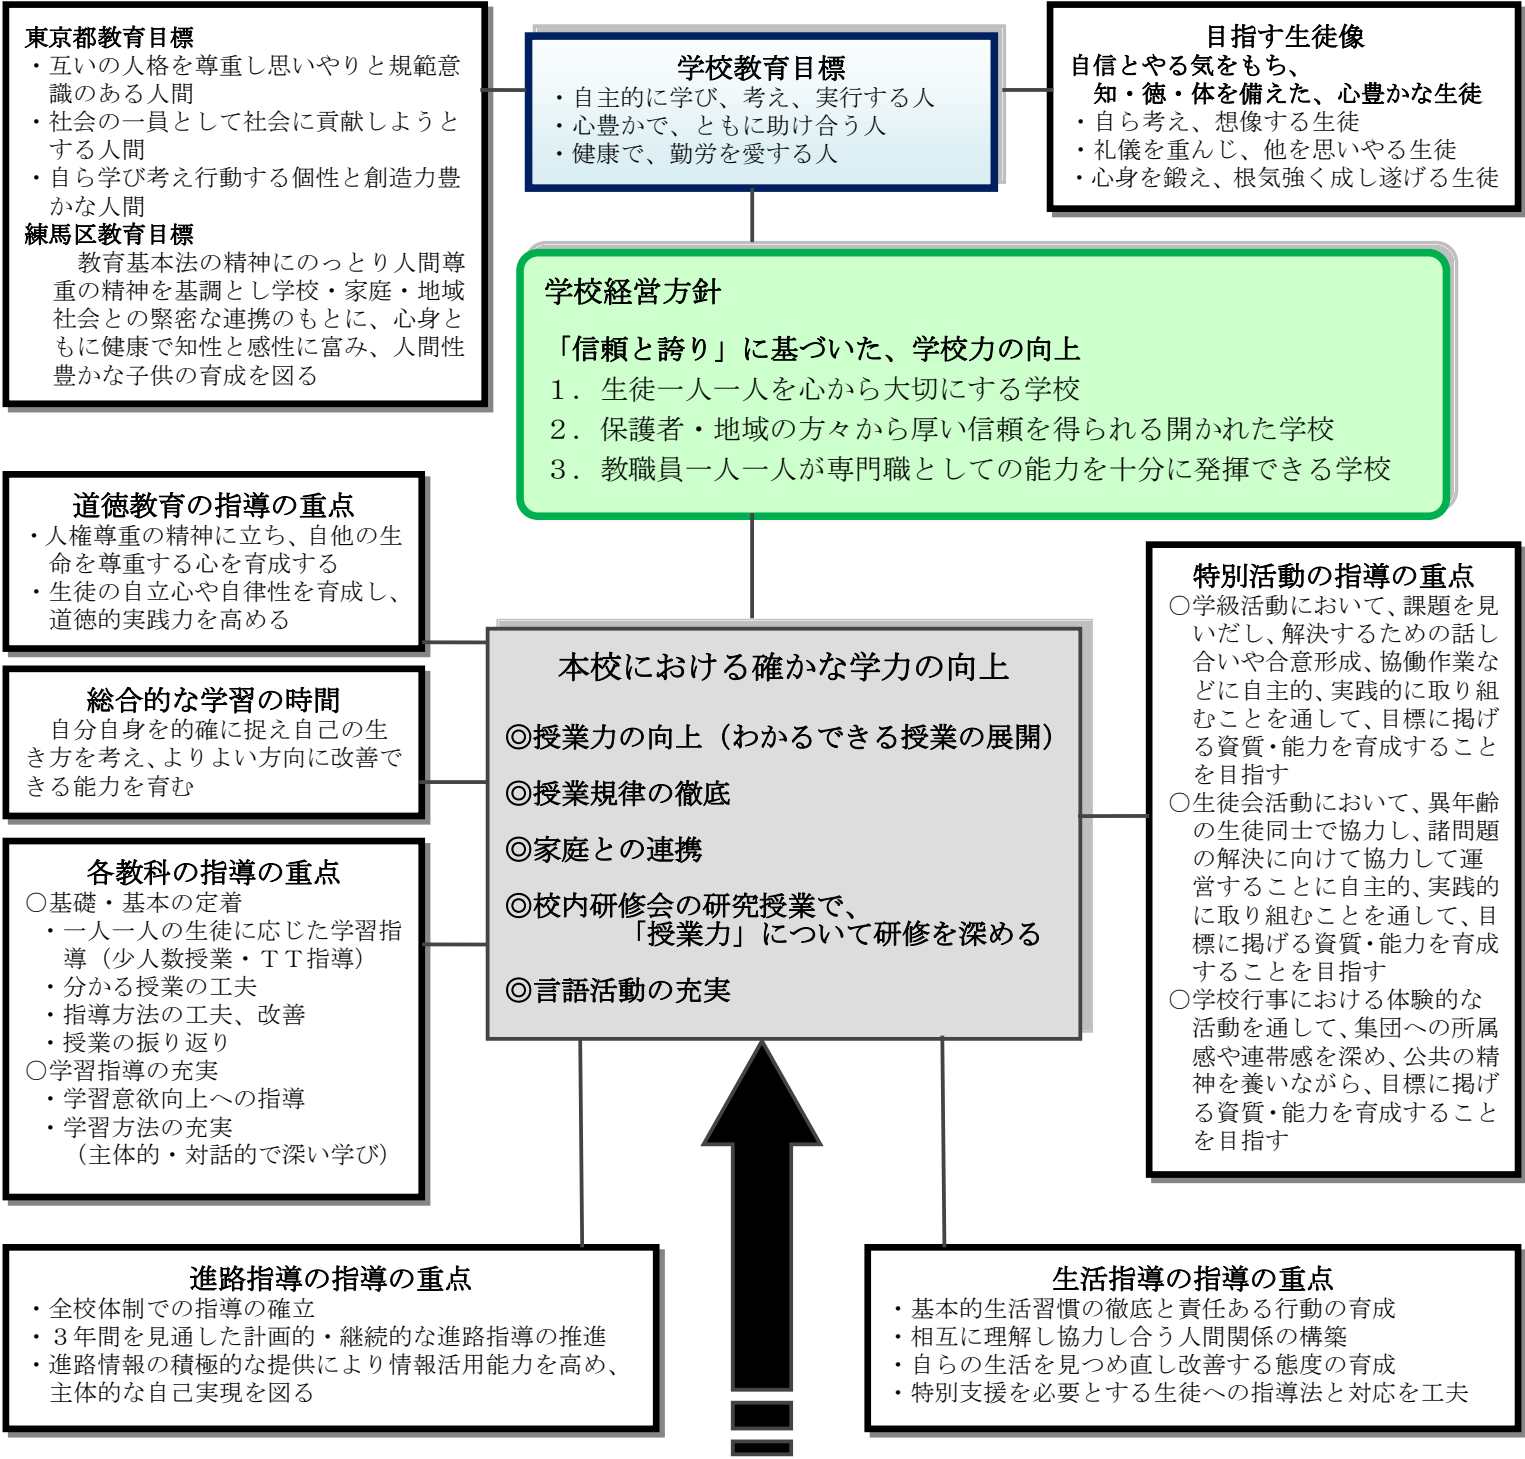 東京都教育目標
・互いの人格を尊重し思いやりと規範意
識のある人間
・社会の一員として社会に貢献しようと
する人間
・自ら学び考え行動する個性と創造力豊
かな人間
練馬区教育目標
教育基本法の精神にのっとり人間尊
重の精神を基調とし学校・家庭・地域
社会との緊密な連携のもとに、心身と
もに健康で知性と感性に富み、人間性
豊かな子供の育成を図る
学校教育目標
・自主的に学び、考え、実行する人
・心豊かで、ともに助け合う人
・健康で、勤労を愛する人
目指す生徒像
自信とやる気をもち、
知・徳・体を備えた、心豊かな生徒
・自ら考え、想像する生徒
・礼儀を重んじ、他を思いやる生徒
・心身を鍛え、根気強く成し遂げる生徒
学校経営方針
「信頼と誇り」に基づいた、学校力の向上
１．生徒一人一人を心から大切にする学校
２．保護者・地域の方々から厚い信頼を得られる開かれた学校
３．教職員一人一人が専門職としての能力を十分に発揮できる学校
道徳教育の指導の重点
・人権尊重の精神に立ち、自他の生
命を尊重する心を育成する
・生徒の自立心や自律性を育成し、
道徳的実践力を高める
総合的な学習の時間
自分自身を的確に捉え自己の生
き方を考え、よりよい方向に改善で
きる能力を育む
各教科の指導の重点
○基礎・基本の定着
・一人一人の生徒に応じた学習指
導（少人数授業・ＴＴ指導）
・分かる授業の工夫
・指導方法の工夫、改善
・授業の振り返り
○学習指導の充実
・学習意欲向上への指導
・学習方法の充実
（主体的・対話的で深い学び）
本校における確かな学力の向上
◎授業力の向上（わかるできる授業の展開）
◎授業規律の徹底
◎家庭との連携
◎校内研修会の研究授業で、
「授業力」について研修を深める
◎言語活動の充実
特別活動の指導の重点
○学級活動において、課題を見
いだし、解決するための話し
合いや合意形成、協働作業な
どに自主的、実践的に取り組
むことを通して、目標に掲げ
る資質・能力を育成すること
を目指す
○生徒会活動において、異年齢
の生徒同士で協力し、諸問題
の解決に向けて協力して運
営することに自主的、実践的
に取り組むことを通して、目
標に掲げる資質・能力を育成
することを目指す
○学校行事における体験的な
活動を通して、集団への所属
感や連帯感を深め、公共の精
神を養いながら、目標に掲げ
る資質・能力を育成すること
を目指す
進路指導の指導の重点
・全校体制での指導の確立
・３年間を見通した計画的・継続的な進路指導の推進
・進路情報の積極的な提供により情報活用能力を高め、
主体的な自己実現を図る
生活指導の指導の重点
・基本的生活習慣の徹底と責任ある行動の育成
・相互に理解し協力し合う人間関係の構築
・自らの生活を見つめ直し改善する態度の育成
・特別支援を必要とする生徒への指導法と対応を工夫